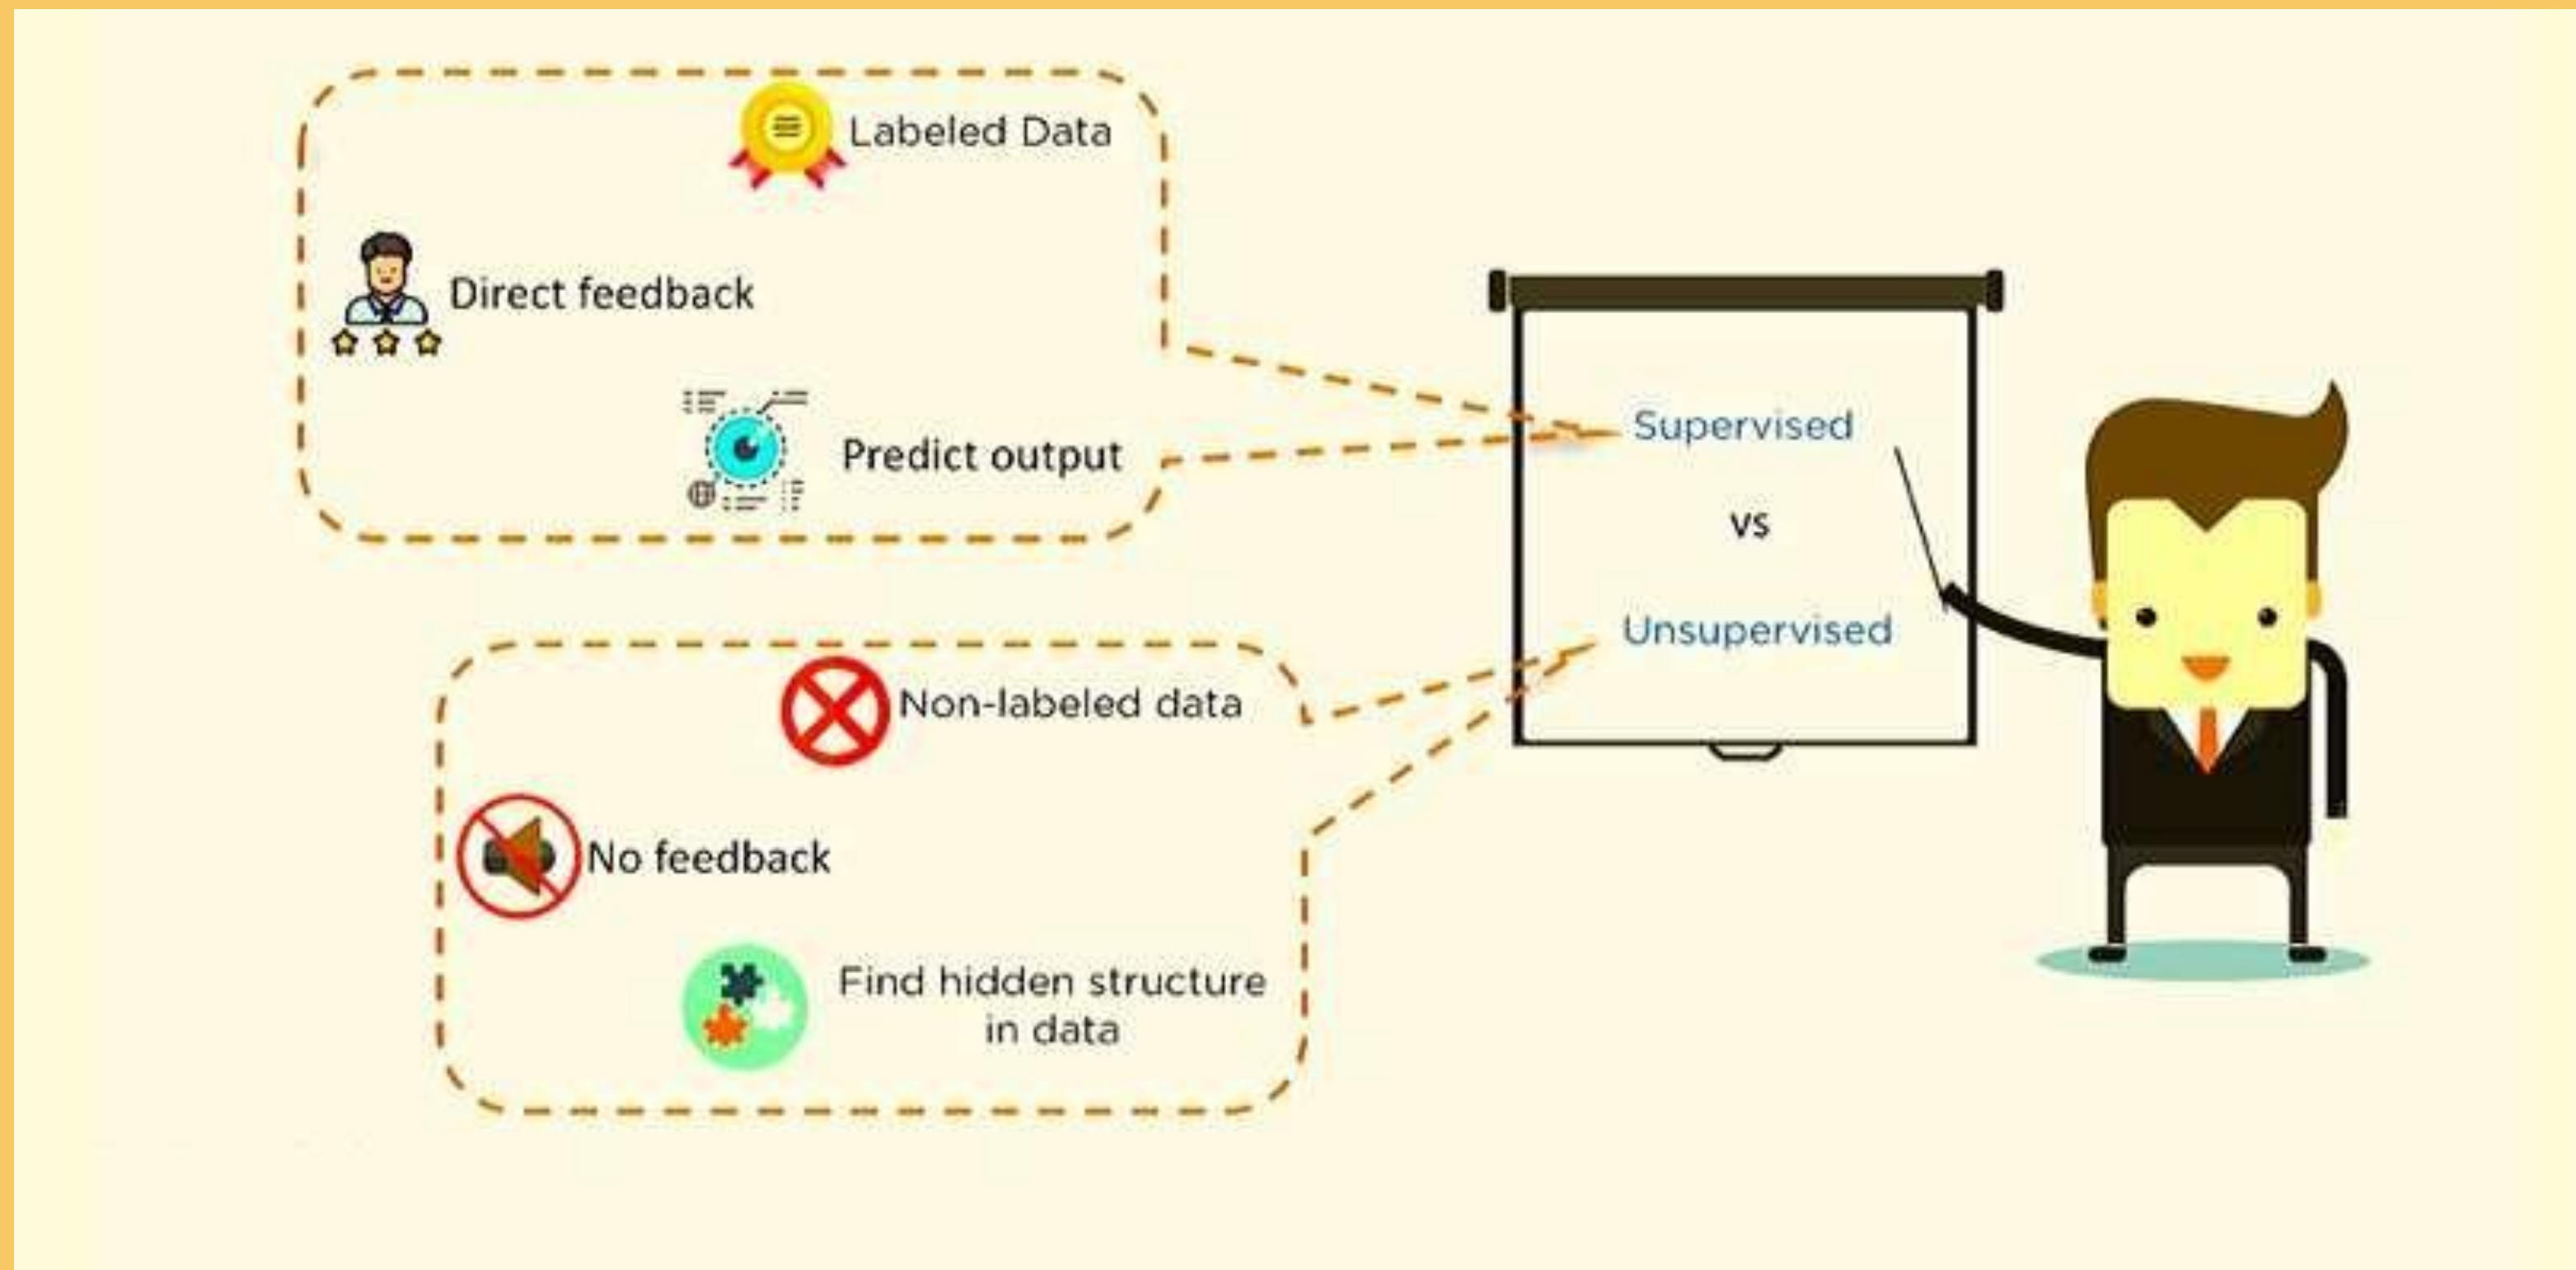 Labeled Data
Direct feedback
Predict output
Supervised
vs
Unsupervised
Non-labeled data
No feedback
Find hidden structure
in data